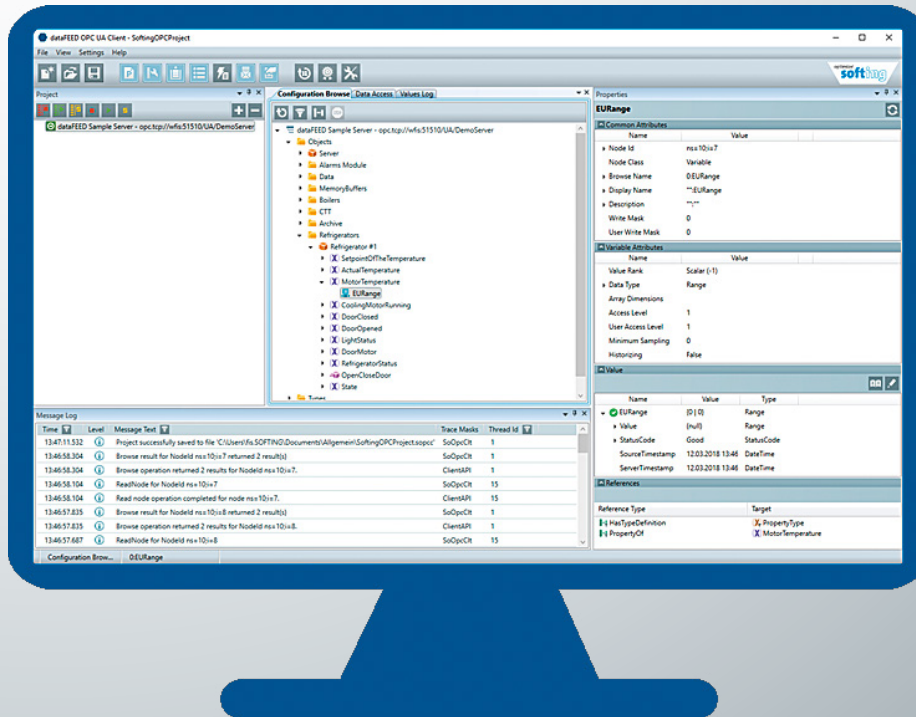 dataFEED OPC UA Client - SoftingOPCProject
File View Settings Help
optimize!
softing
Project
Configuration Browse Data Access Values Log
Properties
dataFEED Sample Server - opc.tcp://wfis:51510/UA/DemoServer
dataFEED Sample Server - opc.tcp://wfis:51510/UA/DemoServer
Objects
Server
Alarms Module
Data
MemoryBuffers
Boilers
CTT
Archive
Refrigerators
Refrigerator #1
SetpointOfTheTemperature
ActualTemperature
MotorTemperature
EURange
CoolingMotorRunning
DoorClosed
DoorOpened
LightStatus
DoorMotor
RefrigeratorStatus
OpenCloseDoor
State
Types
EURange
Common Attributes
Name Value
Node Id ns=10;i=7
Node Class Variable
Browse Name 0:EURange
Display Name "":EURange
Description "":""
Write Mask 0
User Write Mask 0
Variable Attributes
Name Value
Value Rank Scalar (-1)
Data Type Range
Array Dimensions
Access Level 1
User Access Level 1
Minimum Sampling 0
Historizing False
Value
Name Value Type
EURange {0 | 0} Range
Value {null} Range
StatusCode Good StatusCode
SourceTimestamp 12.03.2018 13:46 DateTime
ServerTimestamp 12.03.2018 13:46 DateTime
References
Reference Type Target
HasTypeDefinition PropertyType
PropertyOf MotorTemperature
Message Log
Time Level Message Text Trace Masks Thread Id
13:47:11.532 Project successfully saved to file 'C:\Users\fis.SOFTING\Documents\Allgemein\SoftingOPCProject.sopcc' SoOpcClt 1
13:46:58.304 Browse result for NodeId ns=10;i=7 returned 2 result(s) SoOpcClt 1
13:46:58.304 Browse operation returned 2 results for NodeId ns=10;i=7. ClientAPI 1
13:46:58.104 ReadNode for NodeId ns=10;i=7 SoOpcClt 15
13:46:58.104 Read node operation completed for node ns=10;i=7. ClientAPI 15
13:46:57.835 Browse result for NodeId ns=10;i=8 returned 2 result(s) SoOpcClt 1
13:46:57.835 Browse operation returned 2 results for NodeId ns=10;i=8. ClientAPI 1
13:46:57.687 ReadNode for NodeId ns=10;i=8 SoOpcClt 15
Configuration Brow... 0:EURange